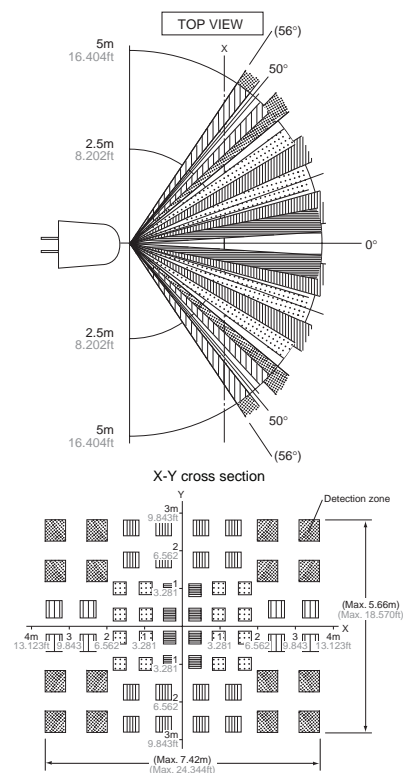 TOP VIEW
(56°)
X
5m
16.404ft
50°
2.5m
8.202ft
0°
2.5m
8.202ft
50°
5m
16.404ft
(56°)
X-Y cross section
Y
Detection zone
3m
9.843ft
2
6.562
1
3.281
(Max. 5.66m)
(Max. 18.570ft)
4m 3 2 1 1 2 3 4m X
13.123ft 9.843 6.562 3.281 3.281 6.562 9.843 13.123ft
1
3.281
2
6.562
3m
9.843ft
(Max. 7.42m)
(Max. 24.344ft)